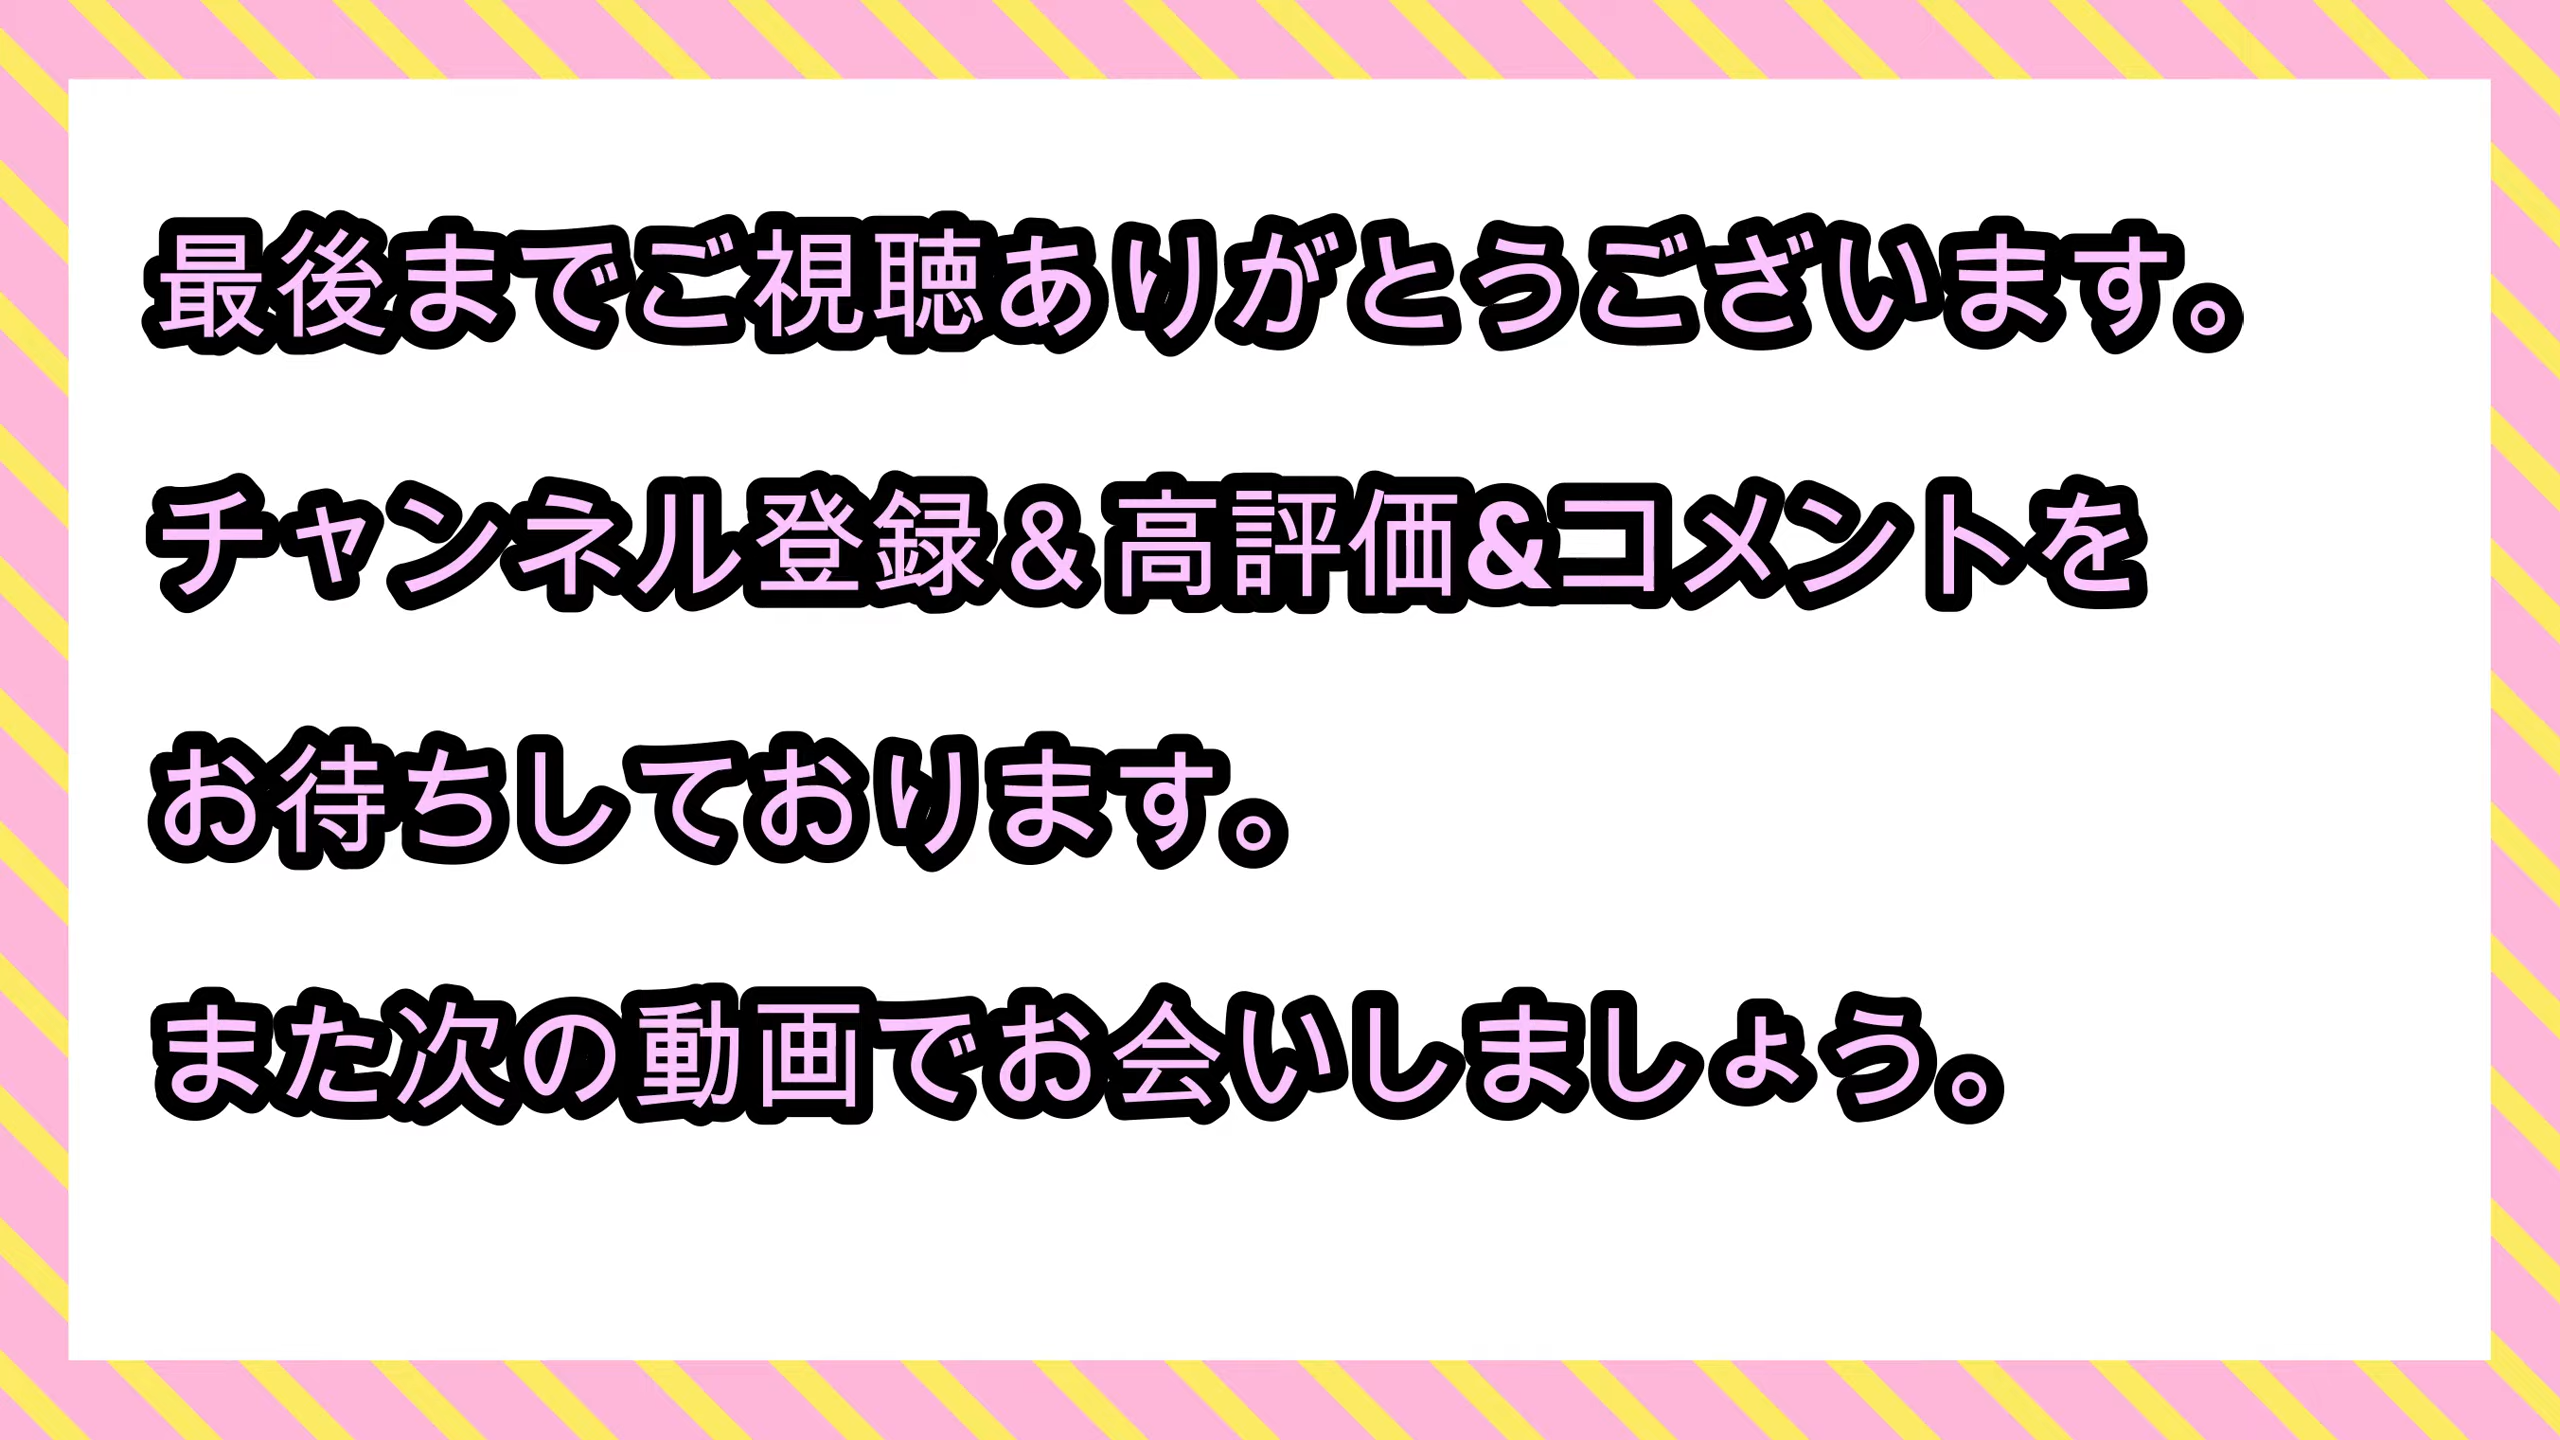 最後までご視聴ありがとうございます。
チャンネル登録＆高評価&コメントを
お待ちしております。
また次の動画でお会いしましょう。